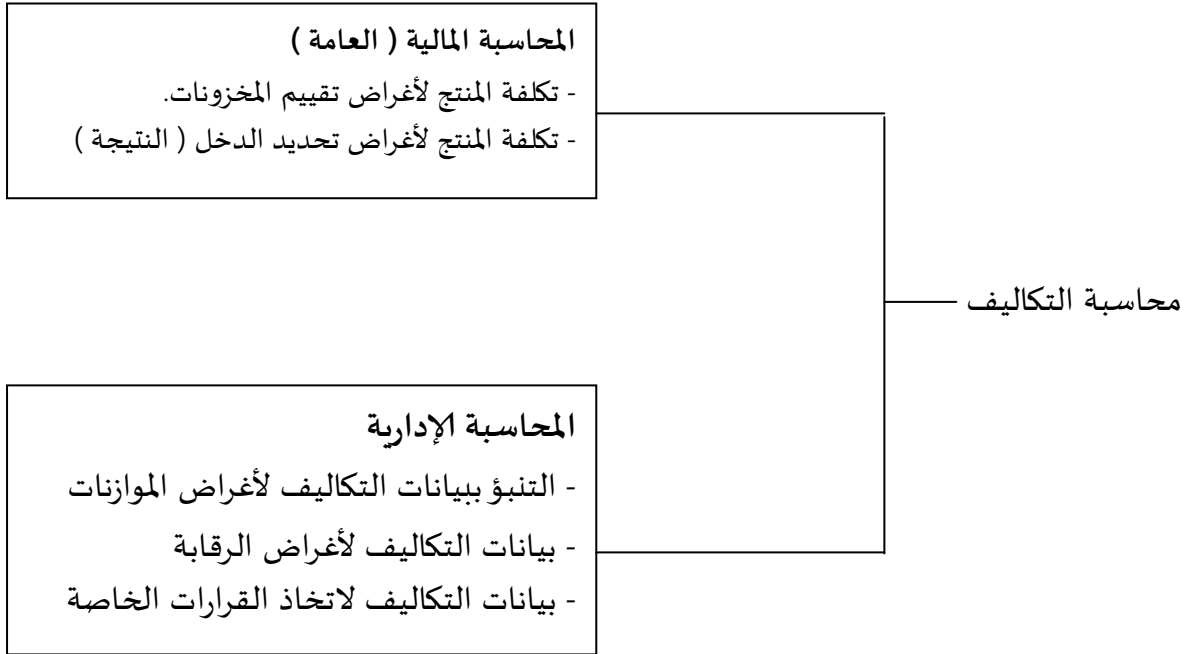 المحاسبة المالية ( العامة )
- تكلفة المنتج لأغراض تقييم المخزونات.
- تكلفة المنتج لأغراض تحديد الدخل ( النتيجة )
محاسبة التكاليف
المحاسبة الإدارية
- التنبؤ ببيانات التكاليف لأغراض الموازنات
- بيانات التكاليف لأغراض الرقابة
- بيانات التكاليف لاتخاذ القرارات الخاصة